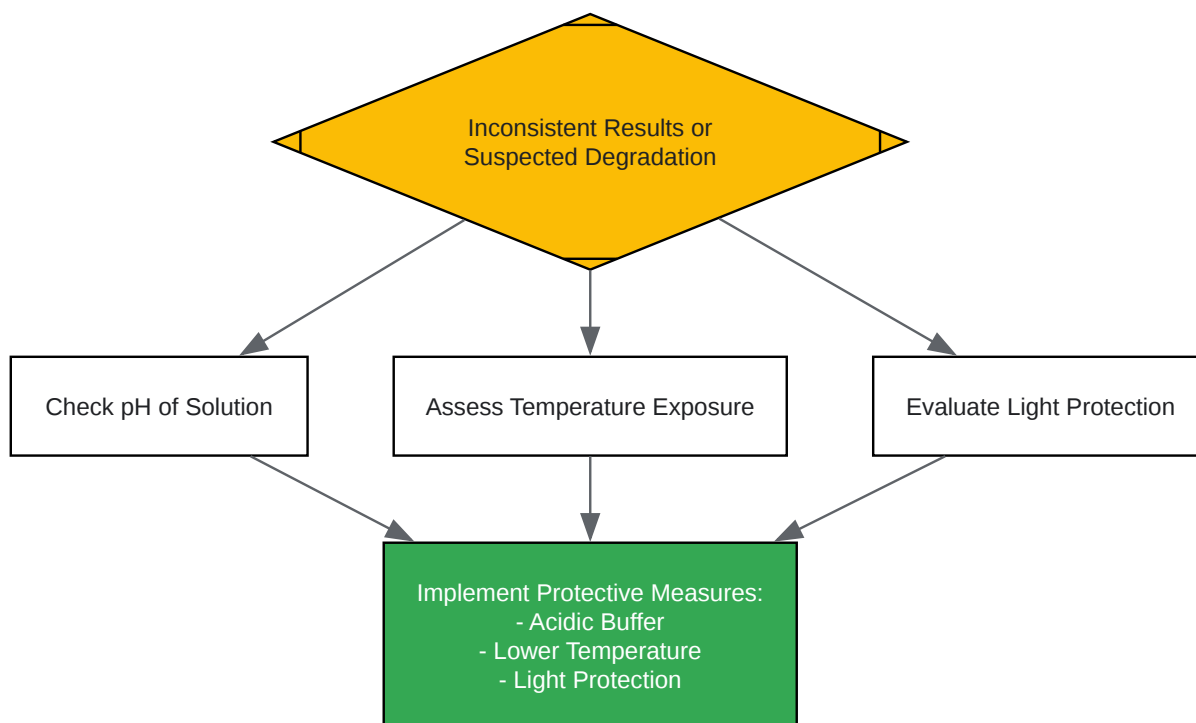 Inconsistent Results or
Suspected Degradation
Check pH of Solution
Assess Temperature Exposure
Evaluate Light Protection
Implement Protective Measures:
- Acidic Buffer
- Lower Temperature
- Light Protection